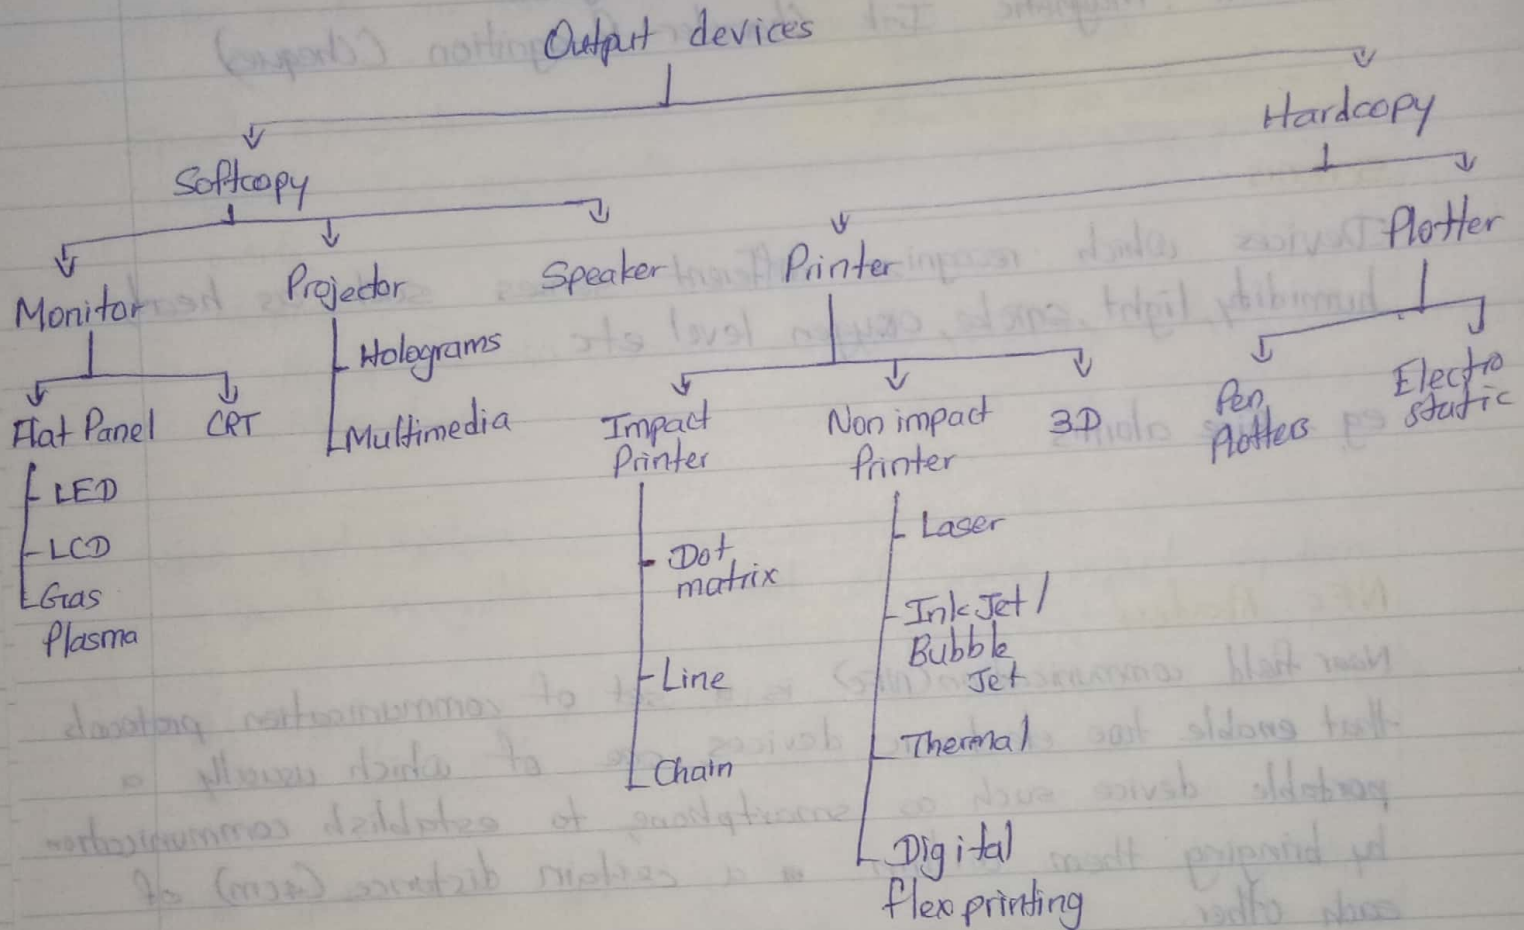 Output devices
Hardcopy
Softcopy
Plotter
Monitor
Projector
Speaker
Printer
Holograms
Multimedia
Flat Panel
CRT
Impact
Printer
Non impact
Printer
3D
Pen
Plotters
Electro
static
LED
LCD
Gas
Plasma
Dot
matrix
Line
Chain
Laser
InkJet/
Bubble
Jet
Thermal
Digital
flex printing